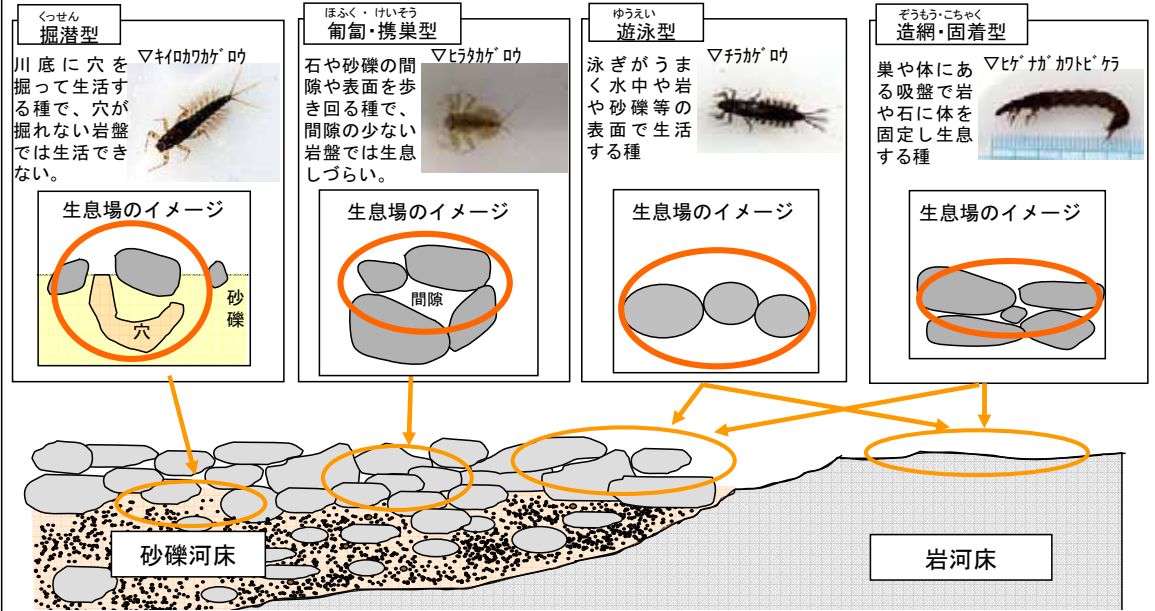 くっせん
掘潜型
▽ｷｲﾛｶﾜｶｹﾞﾛｳ
川底に穴を
掘って生活す
る種で、穴が
掘れない岩盤
では生活でき
ない。
生息場のイメージ
砂
礫
穴
ほふく・けいそう
匍匐・携巣型
▽ﾋﾗﾀｶｹﾞﾛｳ
石や砂礫の間
隙や表面を歩
き回る種で、
間隙の少ない
岩盤では生息
しづらい。
生息場のイメージ
間隙
ゆうえい
遊泳型
▽ﾁﾗｶｹﾞﾛｳ
泳ぎがうま
く水中や岩
や砂礫等の
表面で生活
する種
生息場のイメージ
ぞうもう・こちゃく
造網・固着型
▽ﾋｹﾞﾅｶﾞｶﾜﾄﾋﾞｹﾗ
巣や体にあ
る吸盤で岩
や石に体を
固定し生息
する種
生息場のイメージ
砂礫河床
岩河床